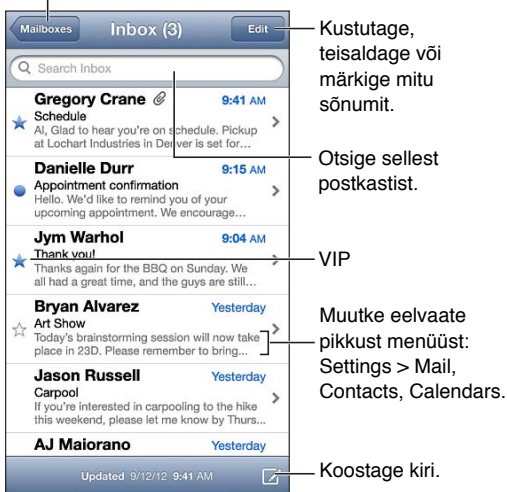 Mailboxes
Inbox (3)
Edit
Search Inbox
Gregory Crane
9:41 AM
Schedule
Al, Glad to hear you're on schedule. Pickup
at Lochart Industries in Denver is set for...
Danielle Durr
9:15 AM
Appointment confirmation
Hello. We'd like to remind you of your
upcoming appointment. We encourage...
Jym Warhol
9:04 AM
Thank you!
Thanks again for the BBQ on Sunday. We
all had a great time, and the guys are still...
Bryan Alvarez
Yesterday
Art Show
Today's brainstorming session will now take
place in 23D. Please remember to bring...
Jason Russell
Yesterday
Carpool
If you're interested in carpooling to the hike
this weekend, please let me know by Thurs...
AJ Maiorano
Yesterday
Updated 9/12/12 9:41 AM
Kustutage,
teisaldage või
märkige mitu
sõnumit.
Otsige sellest
postkastist.
VIP
Muutke eelvaate
pikkust menüüst:
Settings > Mail,
Contacts, Calendars.
Koostage kiri.